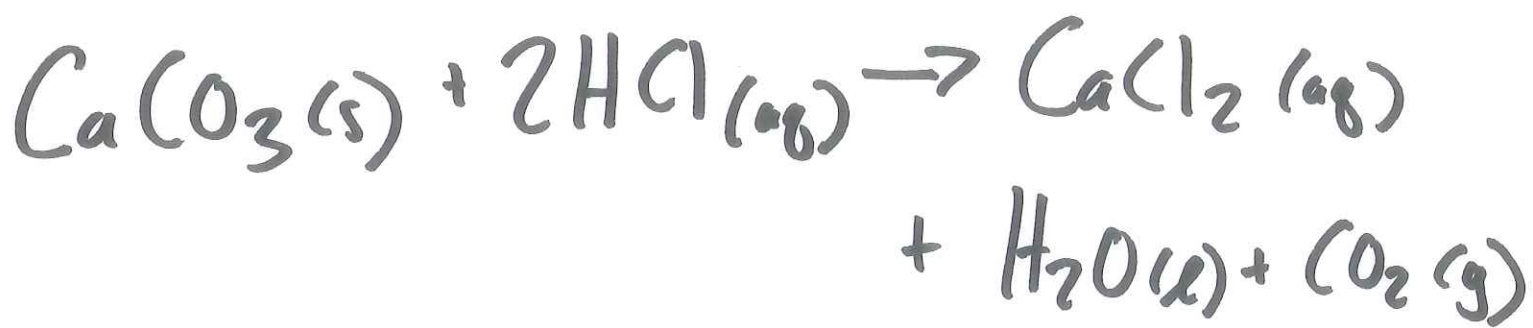 CaCO₃(s) + 2HCl(aq) → CaCl₂(aq)
+ H₂O(l) + CO₂(g)